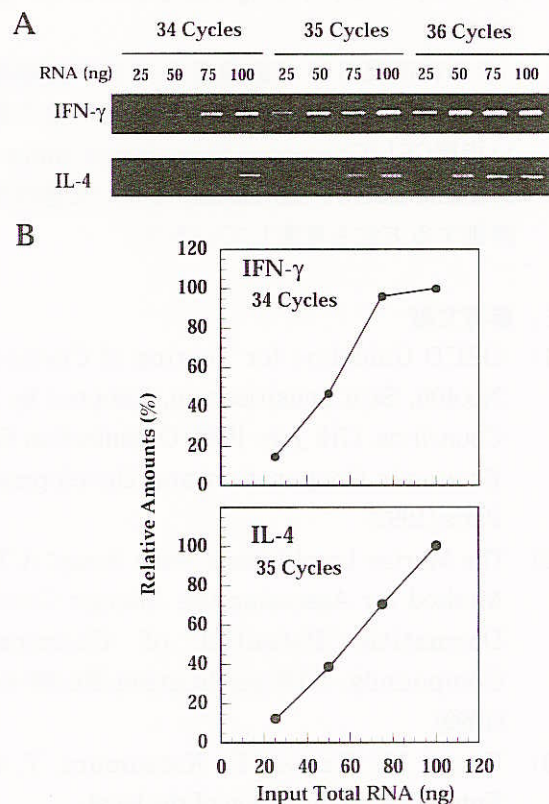 A
34 Cycles 35 Cycles 36 Cycles
RNA (ng) 25 50 75 100 25 50 75 100 25 50 75 100
IFN-γ
IL-4
B
120
100
80
60
40
20
0
IFN-γ
34 Cycles
Relative Amounts (%)
100
80
60
40
20
0
IL-4
35 Cycles
0 20 40 60 80 100 120
Input Total RNA (ng)